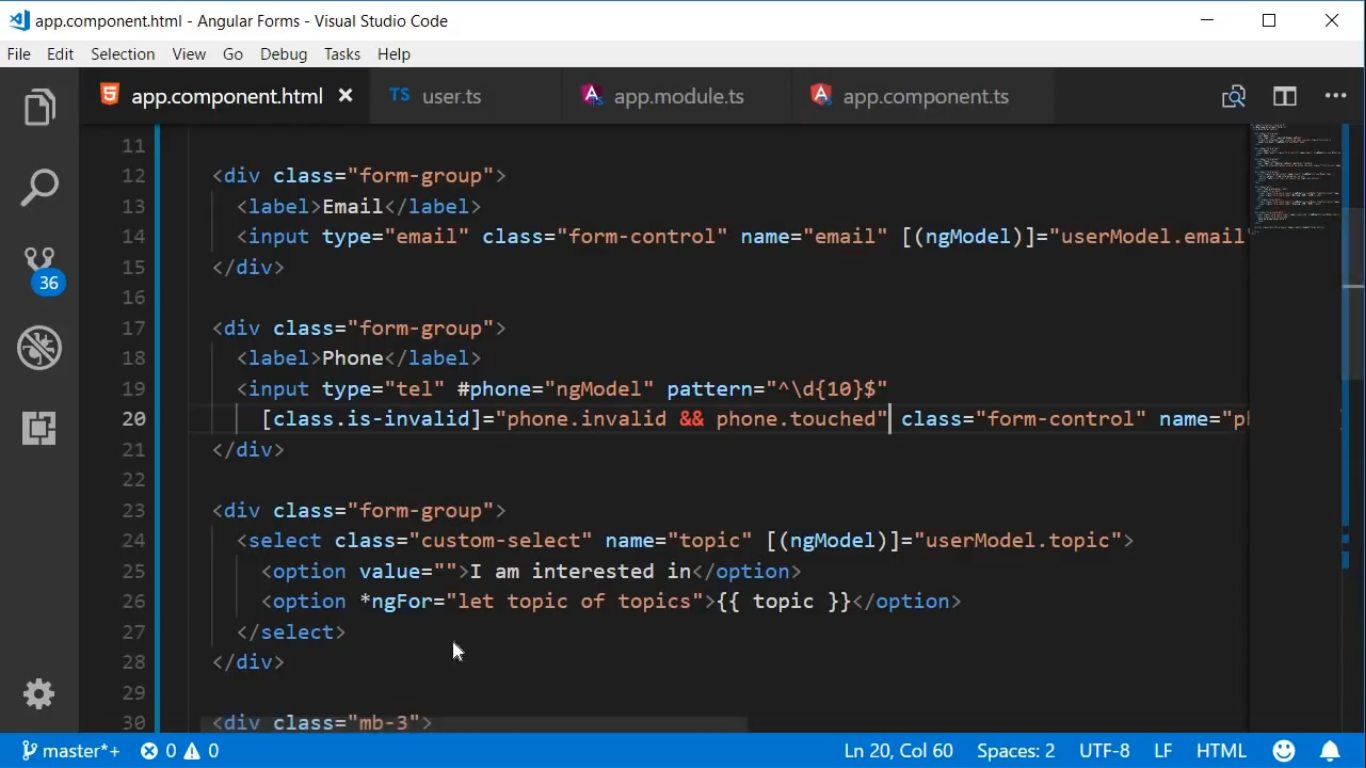 app.component.html - Angular Forms - Visual Studio Code
File Edit Selection View Go Debug Tasks Help
app.component.html TS user.ts app.module.ts app.component.ts
11
12 <div class="form-group">
13 <label>Email</label>
14 <input type="email" class="form-control" name="email" [(ngModel)]="userModel.email"
15 </div>
16
17 <div class="form-group">
18 <label>Phone</label>
19 <input type="tel" #phone="ngModel" pattern="^\d{10}$"
20 [class.is-invalid]="phone.invalid && phone.touched" class="form-control" name="ph
21 </div>
22
23 <div class="form-group">
24 <select class="custom-select" name="topic" [(ngModel)]="userModel.topic">
25 <option value="">I am interested in</option>
26 <option *ngFor="let topic of topics">{{ topic }}</option>
27 </select>
28 </div>
29
30 <div class="mb-3">
36
master*+ 0 0 Ln 20, Col 60 Spaces: 2 UTF-8 LF HTML